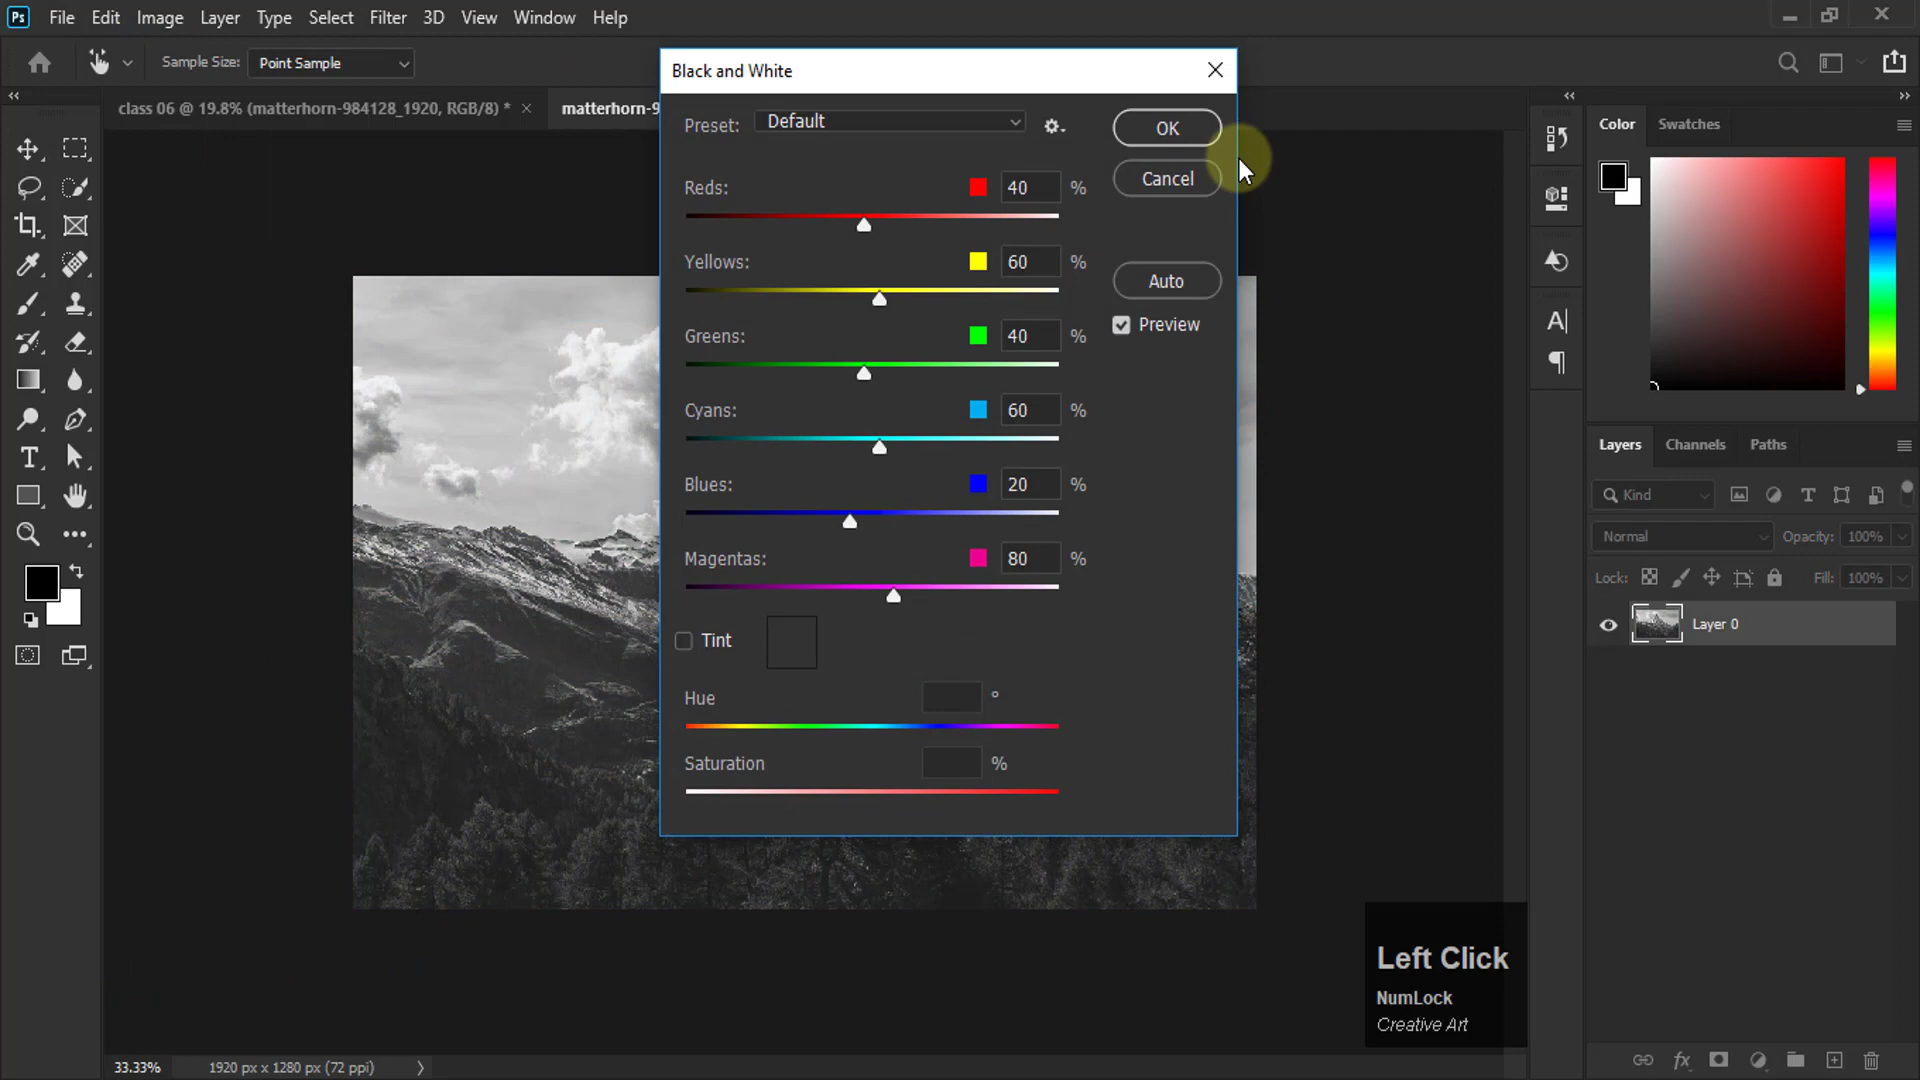 Ps File Edit Image Layer Type Select Filter 3D View Window Help
Sample Size: Point Sample
class 06 @ 19.8% (matterhorn-984128_1920, RGB/8) *
matterhorn-9
Black and White
Preset: Default
OK
Cancel
Reds: 40 %
Yellows: 60 %
Auto
Preview
Greens: 40 %
Cyans: 60 %
Blues: 20 %
Magentas: 80 %
Tint
Hue °
Saturation %
Color Swatches
Layers Channels Paths
Kind
Normal Opacity: 100%
Lock: Fill: 100%
Layer 0
Left Click
NumLock
Creative Art
33.33% 1920 px x 1280 px (72 ppi)